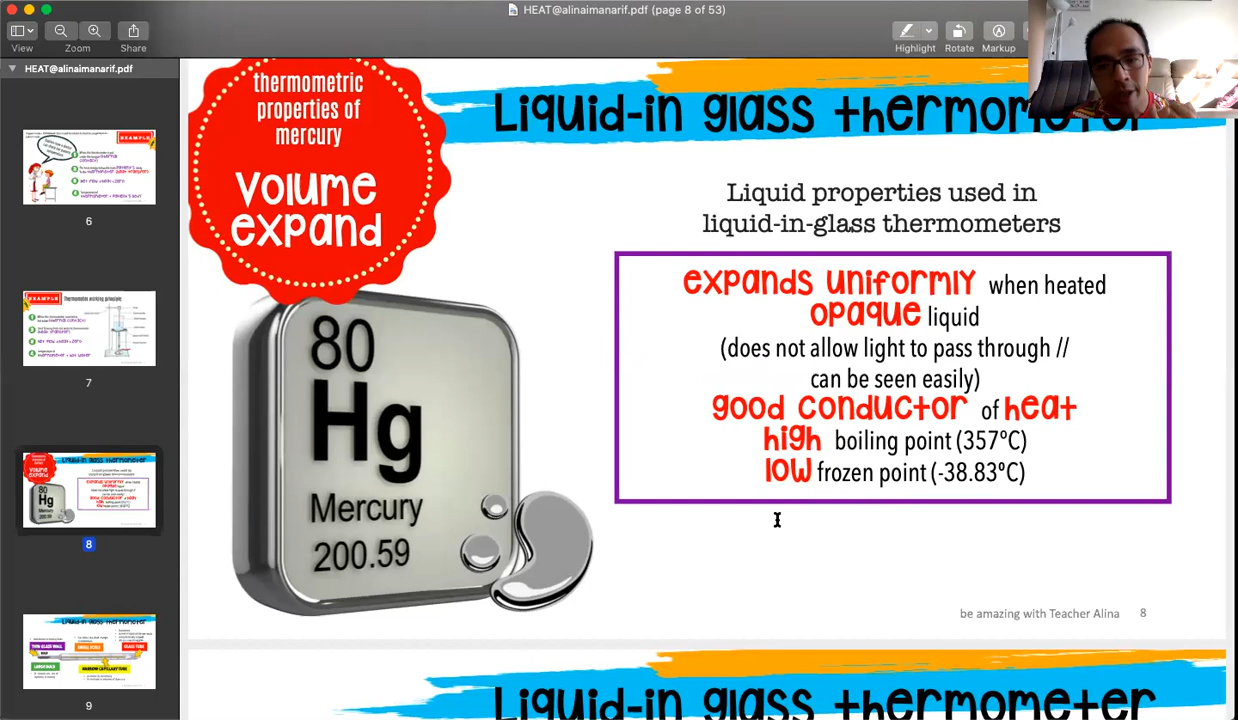 HEAT@alinaimanarif.pdf (page 8 of 53)
View
Zoom
Share
Highlight
Rotate
Markup
HEAT@alinaimanarif.pdf
EXAMPLE
6
EXAMPLE
7
8
9
thermometric
properties of
mercury
VOLUME
expand
Liquid-in glass thermometer
Liquid properties used in
liquid-in-glass thermometers
expands uniformly when heated
opaque liquid
(does not allow light to pass through //
can be seen easily)
good conductor of heat
high boiling point (357ºC)
low frozen point (-38.83ºC)
80
Hg
Mercury
200.59
be amazing with Teacher Alina 8
Liquid-in glass thermometer